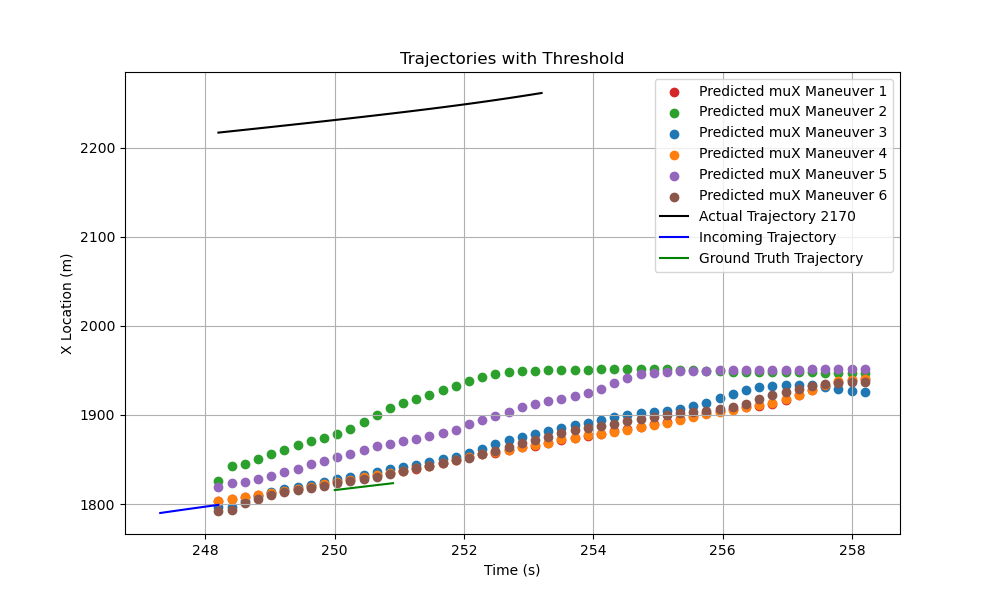 Trajectories with Threshold
Predicted muX Maneuver 1
Predicted muX Maneuver 2
Predicted muX Maneuver 3
Predicted muX Maneuver 4
Predicted muX Maneuver 5
Predicted muX Maneuver 6
Actual Trajectory 2170
Incoming Trajectory
Ground Truth Trajectory
X Location (m)
2200
2100
2000
1900
1800
248 250 252 254 256 258
Time (s)